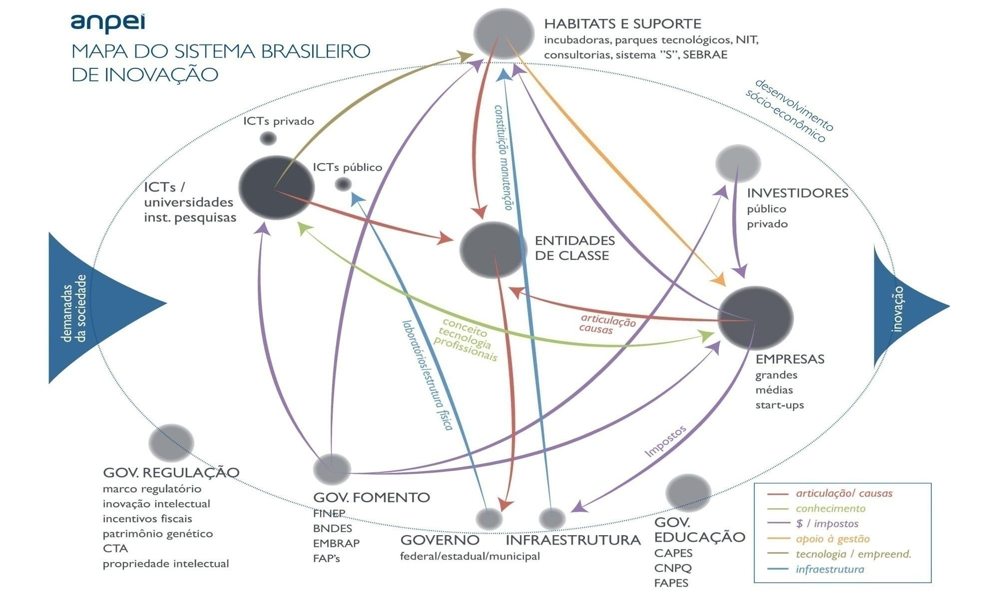 anpei
MAPA DO SISTEMA BRASILEIRO
DE INOVAÇÃO
HABITATS E SUPORTE
incubadoras, parques tecnológicos, NIT,
consultorias, sistema ”S”, SEBRAE
desenvolvimento
sócio-econômico
ICTs privado
ICTs público
ICTs /
universidades
inst. pesquisas
constituição manutenção
INVESTIDORES
público
privado
ENTIDADES
DE CLASSE
demanadas
da sociedade
inovação
articulação
causas
conceito
tecnologia
profissionais
laboratórios/estrutura física
EMPRESAS
grandes
médias
start-ups
Impostos
GOV. REGULAÇÃO
marco regulatório
inovação intelectual
incentivos fiscais
patrimônio genético
CTA
propriedade intelectual
GOV. FOMENTO
FINEP
BNDES
EMBRAP
FAP’s
GOVERNO
federal/estadual/municipal
INFRAESTRUTURA
GOV.
EDUCAÇÃO
CAPES
CNPQ
FAPES
articulação/ causas
conhecimento
$ / impostos
apoio à gestão
tecnologia / empreend.
infraestrutura